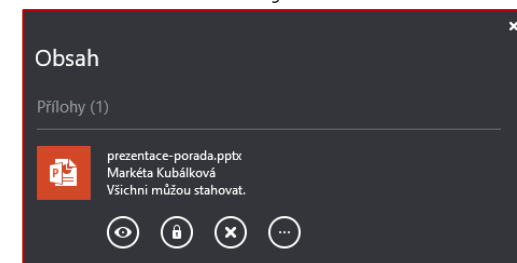 Obsah
Přílohy (1)
prezentace-porada.pptx
Markéta Kubálková
Všichni můžou stahovat.